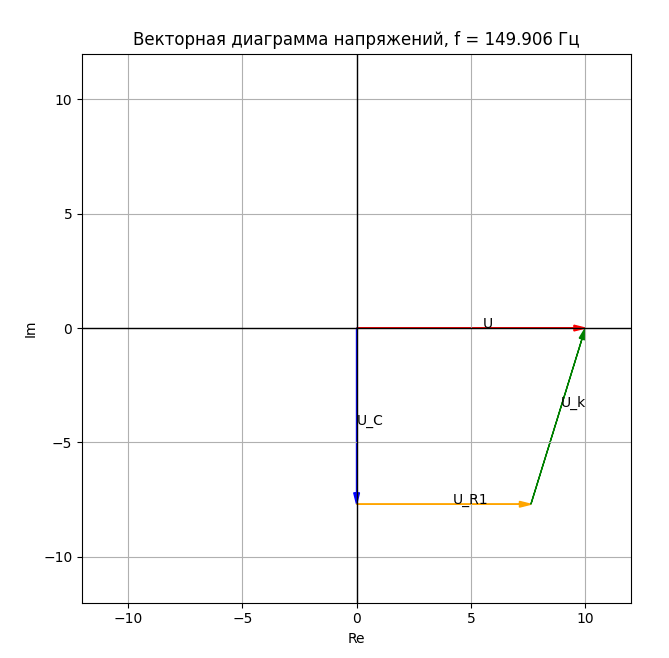 Векторная диаграмма напряжений, f = 149.906 Гц
10
5
U
0
Im
U_k
U_C
−5
U_R1
−10
−10 −5 0 5 10
Re